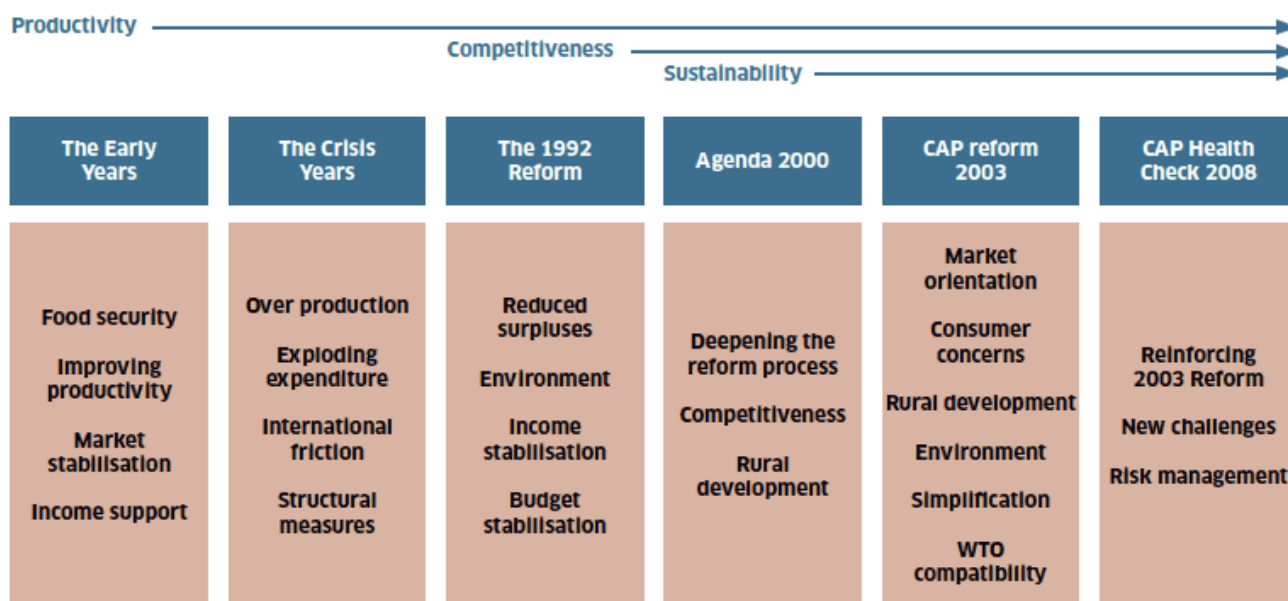 Productivity
Competitiveness
Sustainability
The Early
Years
The Crisis
Years
The 1992
Reform
Agenda 2000
CAP reform
2003
CAP Health
Check 2008
Food security
Improving
productivity
Market
stabilisation
Income support
Over production
Exploding
expenditure
International
friction
Structural
measures
Reduced
surpluses
Environment
Income
stabilisation
Budget
stabilisation
Deepening the
reform process
Competitiveness
Rural
development
Market
orientation
Consumer
concerns
Rural development
Environment
Simplification
WTO
compatibility
Reinforcing
2003 Reform
New challenges
Risk management